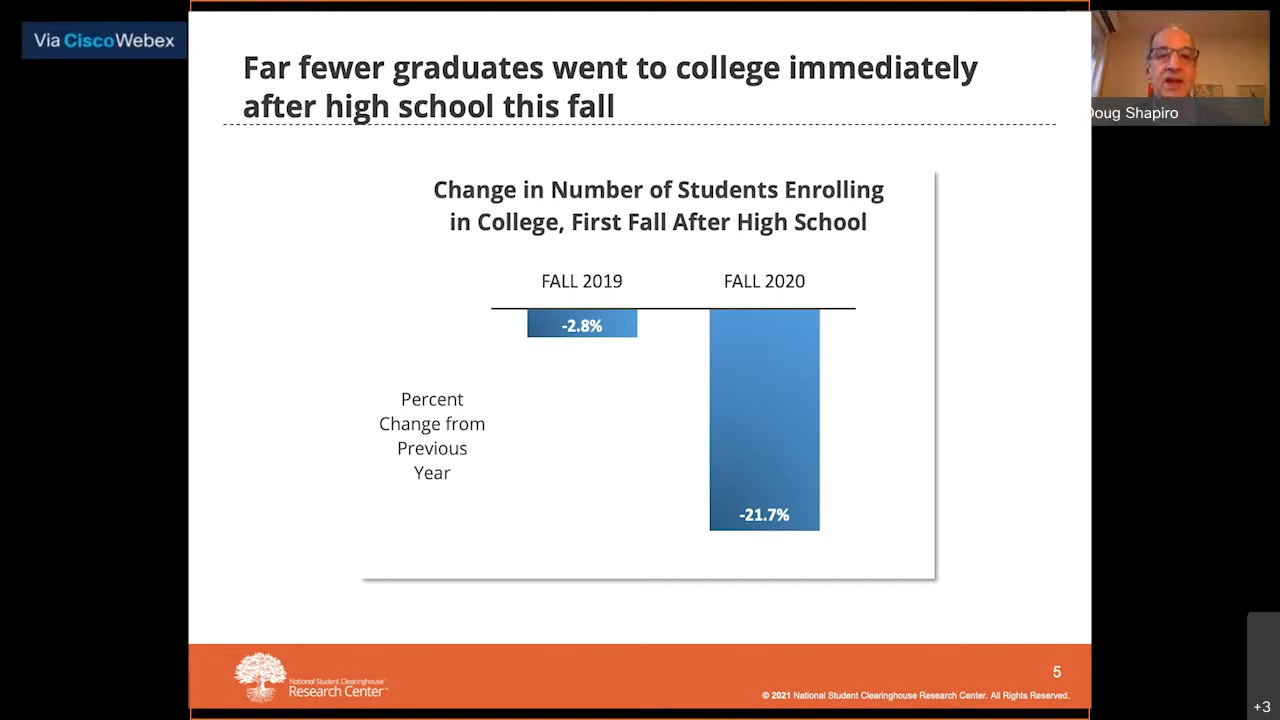 Via CiscoWebex
Far fewer graduates went to college immediately
after high school this fall
Doug Shapiro
Change in Number of Students Enrolling
in College, First Fall After High School
FALL 2019
FALL 2020
-2.8%
Percent
Change from
Previous
Year
-21.7%
National Student Clearinghouse™
Research Center™
5
© 2021 National Student Clearinghouse Research Center. All Rights Reserved.
+3